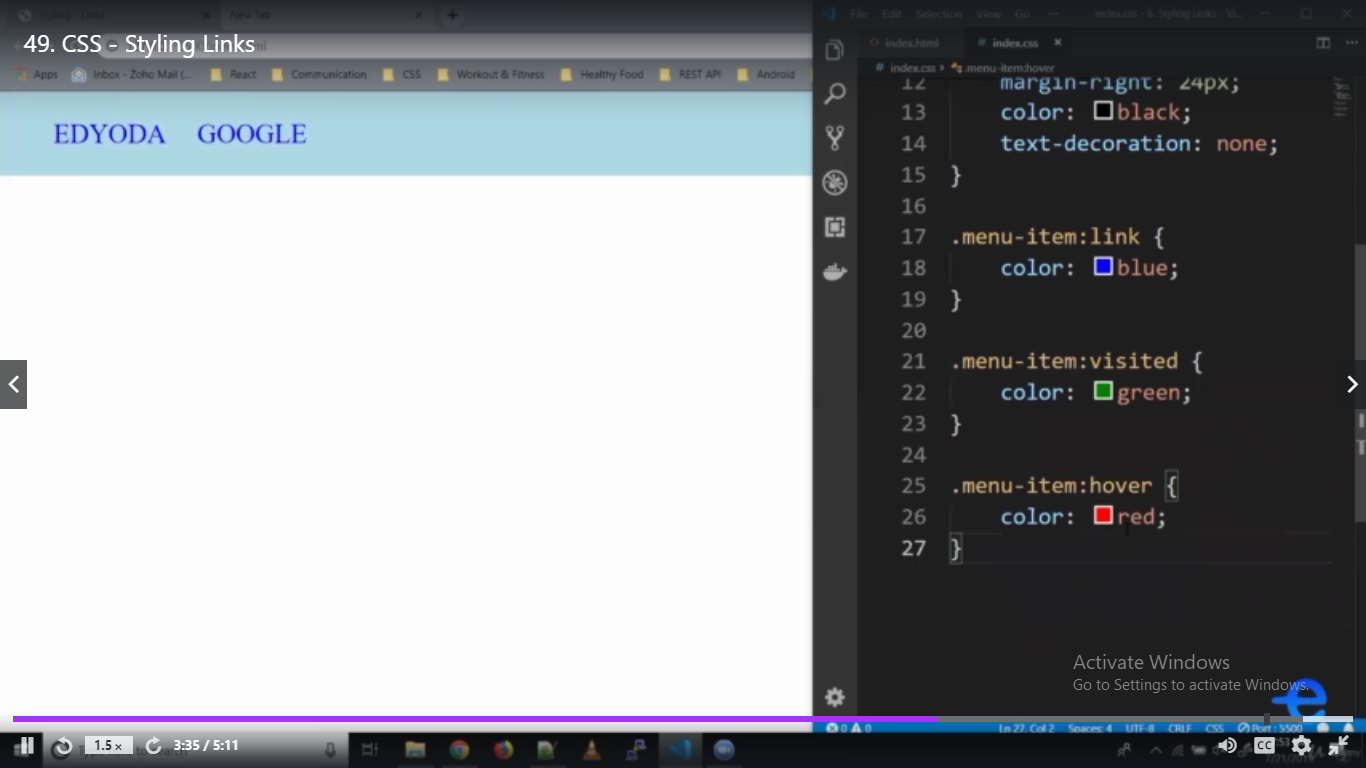 Styling - Links
New Tab
49. CSS - Styling Links
Apps
Inbox - Zoho Mail (...
React
Communication
CSS
Workout & Fitness
Healthy Food
REST API
Android
EDYODA GOOGLE
File Edit Selection View Go ···
index.css - 6. Styling Links - Vi...
index.html
# index.css
# index.css › .menu-item:hover
12 margin-right: 24px;
13 color: black;
14 text-decoration: none;
15 }
16
17 .menu-item:link {
18 color: blue;
19 }
20
21 .menu-item:visited {
22 color: green;
23 }
24
25 .menu-item:hover {
26 color: red;
27 }
Activate Windows
Go to Settings to activate Windows.
0 0
Ln 27, Col 2 Spaces: 4 UTF-8 CRLF CSS Port : 5500
1.5 x
3:35 / 5:11
CC